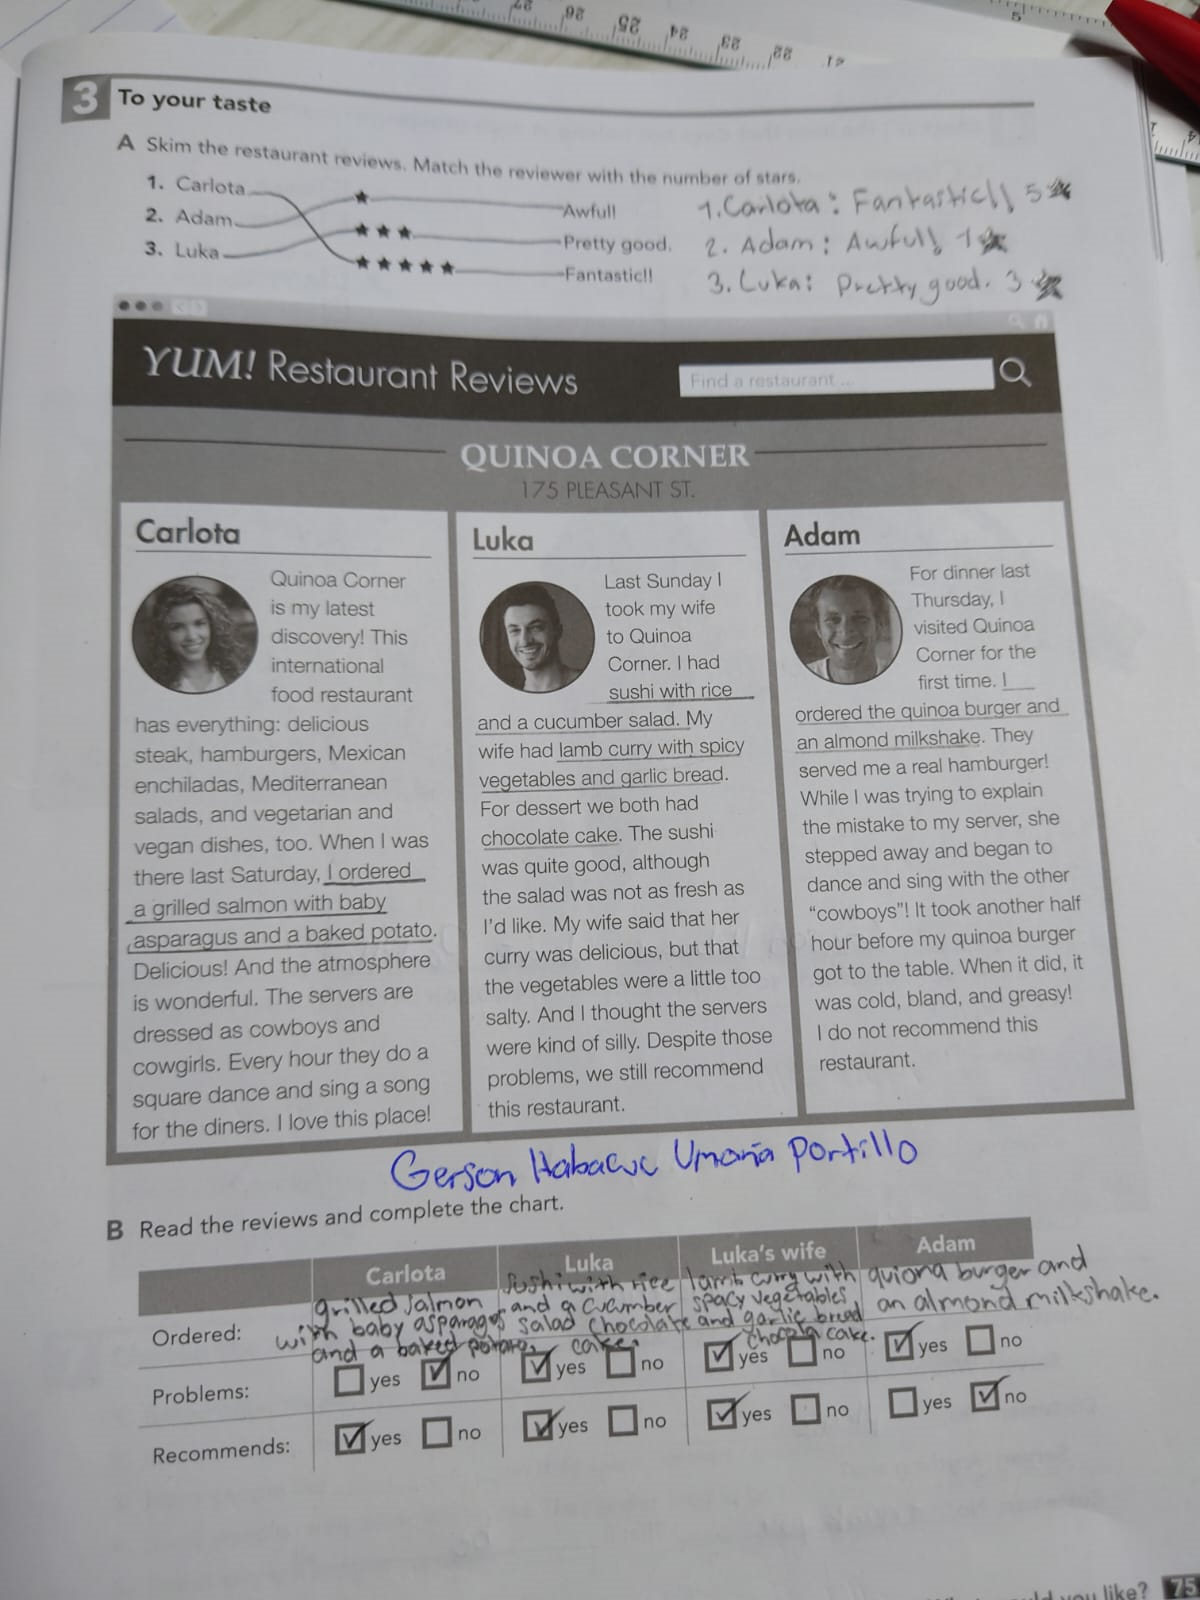 27 26 25 24 23 22 21
5
3 To your taste
A Skim the restaurant reviews. Match the reviewer with the number of stars.
1. Carlota
2. Adam
3. Luka
Awful!
Pretty good.
Fantastic!!
1. Carlota: Fantastic!! 5
2. Adam: Awful! 1
3. Luka: Pretty good. 3
YUM! Restaurant Reviews
Find a restaurant ...
QUINOA CORNER
175 PLEASANT ST.
Carlota
Quinoa Corner
is my latest
discovery! This
international
food restaurant
has everything: delicious
steak, hamburgers, Mexican
enchiladas, Mediterranean
salads, and vegetarian and
vegan dishes, too. When I was
there last Saturday, I ordered
a grilled salmon with baby
asparagus and a baked potato.
Delicious! And the atmosphere
is wonderful. The servers are
dressed as cowboys and
cowgirls. Every hour they do a
square dance and sing a song
for the diners. I love this place!
Luka
Last Sunday I
took my wife
to Quinoa
Corner. I had
sushi with rice
and a cucumber salad. My
wife had lamb curry with spicy
vegetables and garlic bread.
For dessert we both had
chocolate cake. The sushi
was quite good, although
the salad was not as fresh as
I'd like. My wife said that her
curry was delicious, but that
the vegetables were a little too
salty. And I thought the servers
were kind of silly. Despite those
problems, we still recommend
this restaurant.
Adam
For dinner last
Thursday, I
visited Quinoa
Corner for the
first time. I
ordered the quinoa burger and
an almond milkshake. They
served me a real hamburger!
While I was trying to explain
the mistake to my server, she
stepped away and began to
dance and sing with the other
“cowboys”! It took another half
hour before my quinoa burger
got to the table. When it did, it
was cold, bland, and greasy!
I do not recommend this
restaurant.
Gerson Habacuc Umaña Portillo
B Read the reviews and complete the chart.
Carlota Luka Luka's wife Adam
Ordered:
grilled salmon
with baby asparagos
and a baked potato.
Sushi with rice
and a cucumber
salad chocolate
cake.
lamb curry with
spacy vegetables
and garlic bread
chocola cake.
quiona burger and
an almond milkshake.
Problems: yes no yes no yes no yes no
Recommends: yes no yes no yes no yes no
you like? 75